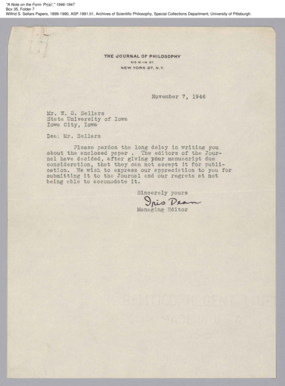 "A Note on the Form 'Φ(a)'," 1946-1947
Box 35, Folder 7
Wilfrid S. Sellars Papers, 1899-1990, ASP.1991.01, Archives of Scientific Philosophy, Special Collections Department, University of Pittsburgh
THE JOURNAL OF PHILOSOPHY
NEW YORK 27, N.Y.
November 7, 1946
Mr. W. S. Sellars
State University of Iowa
Iowa City, Iowa
Dear Mr. Sellars
Please pardon the long delay in writing you
about the enclosed paper . The editors of the Jour-
nal have decided, after giving your manuscript due
consideration, that they can not accept it for publi-
cation. We wish to express our appreciation to you for
submitting it to the Journal and our regrets at not
being able to accomodate it.
Sincerely yours
Iris Dean
Managing Editor